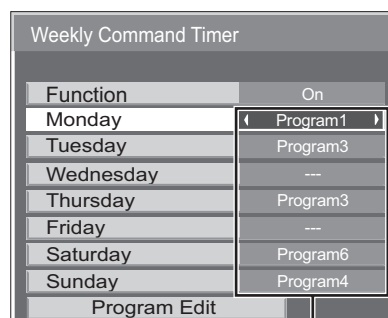 Weekly Command Timer
Function On
Monday Program1
Tuesday Program3
Wednesday ---
Thursday Program3
Friday ---
Saturday Program6
Sunday Program4
Program Edit